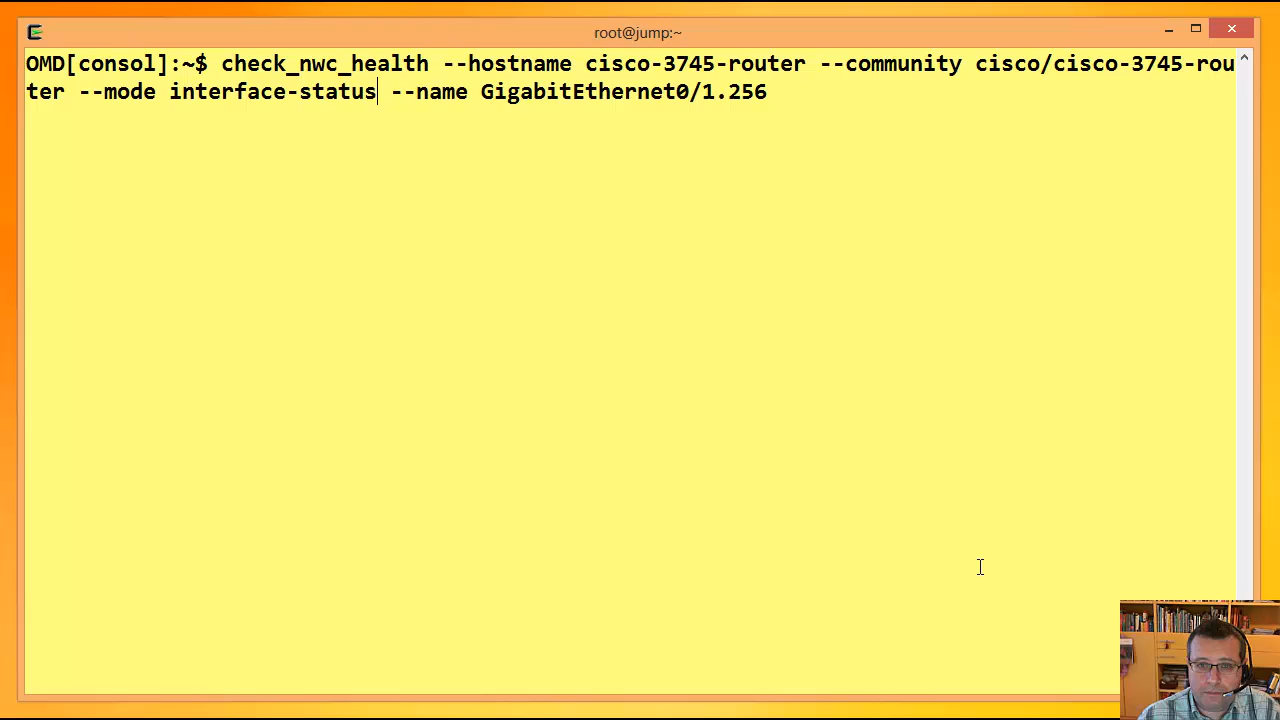 root@jump:~
OMD[consol]:~$ check_nwc_health --hostname cisco-3745-router --community cisco/cisco-3745-rou
ter --mode interface-status --name GigabitEthernet0/1.256